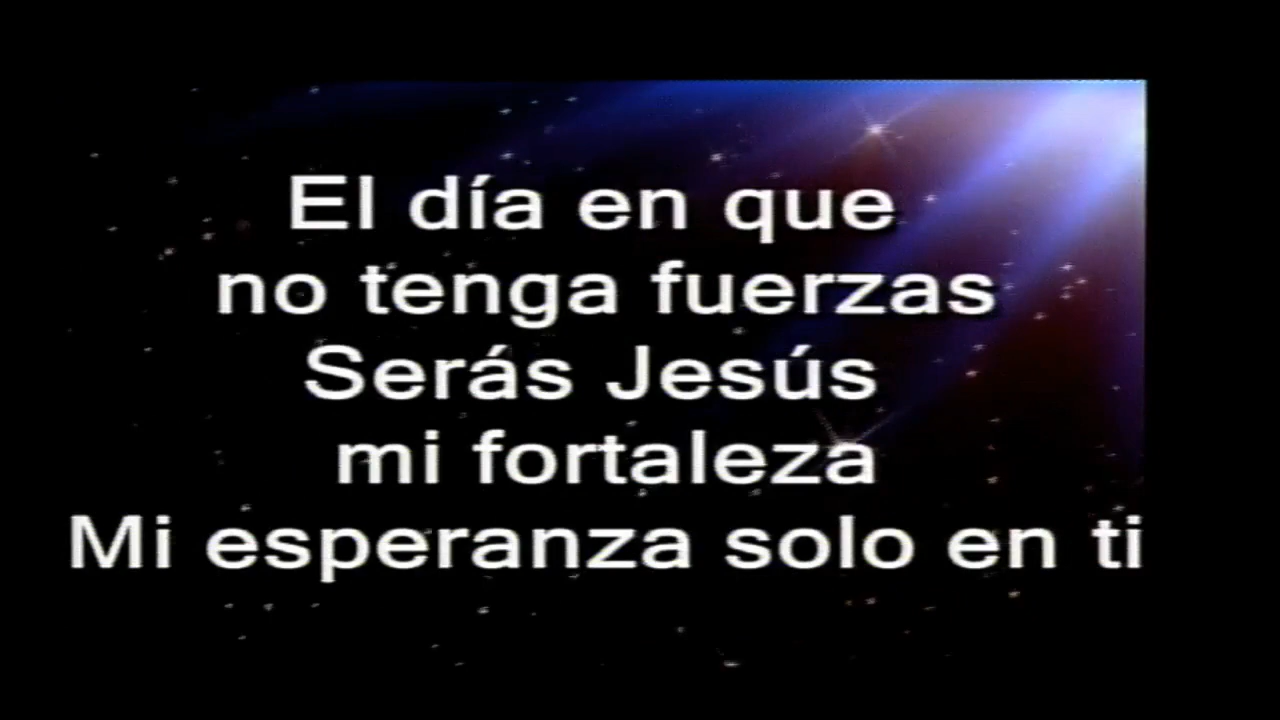 El día en que
no tenga fuerzas
Serás Jesús
mi fortaleza
Mi esperanza solo en ti